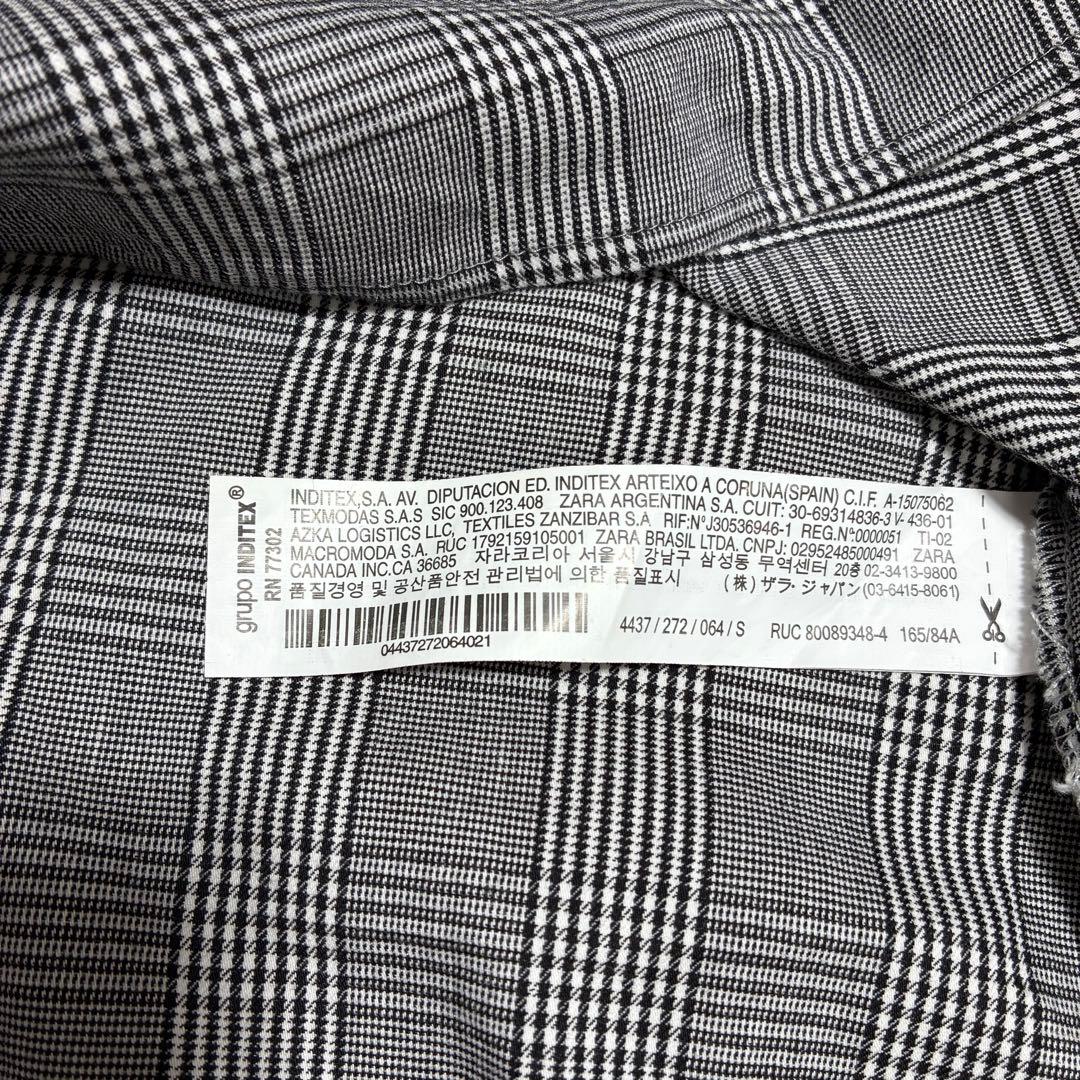 grupo INDITEX®
RN 77302
INDITEX,S.A. AV. DIPUTACION ED. INDITEX ARTEIXO A CORUNA(SPAIN) C.I.F. A-15075062
TEXMODAS S.A.S SIC 900.123.408 ZARA ARGENTINA S.A. CUIT: 30-69314836-3 V- 436-01
AZKA LOGISTICS LLC, TEXTILES ZANZIBAR S.A RIF:N°J30536946-1 REG.N°0000051 TI-02
MACROMODA S.A. RUC 1792159105001 ZARA BRASIL LTDA. CNPJ: 02952485000491 ZARA
CANADA INC.CA 36685 자라코리아 서울시 강남구 삼성동 무역센터 20층 02-3413-9800
품질경영 및 공산품안전 관리법에 의한 품질표시 (株) ザラ・ジャパン(03-6415-8061)
04437272064021
4437 / 272 / 064 / S RUC 80089348-4 165/84A